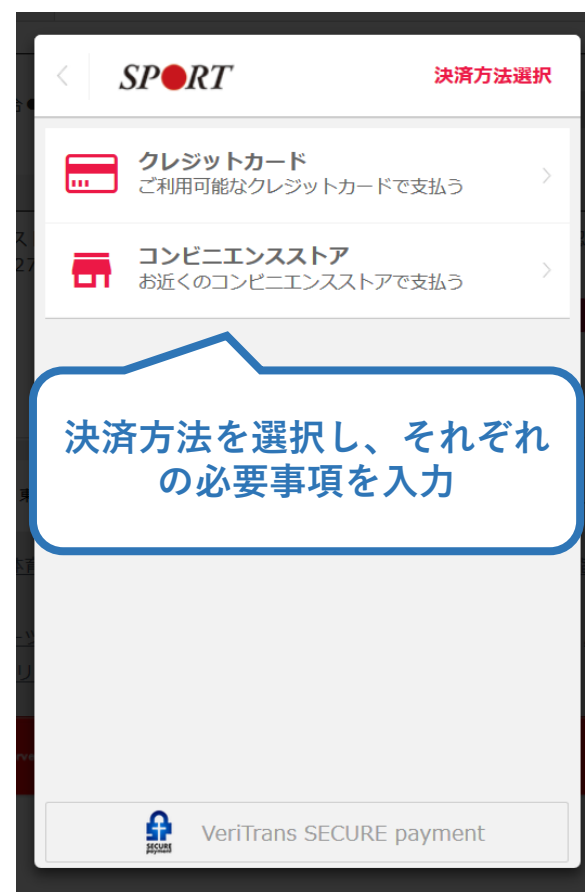 SPORT
決済方法選択
クレジットカード
ご利用可能なクレジットカードで支払う
コンビニエンスストア
お近くのコンビニエンスストアで支払う
決済方法を選択し、それぞれ
の必要事項を入力
SECURE
payment
VeriTrans SECURE payment